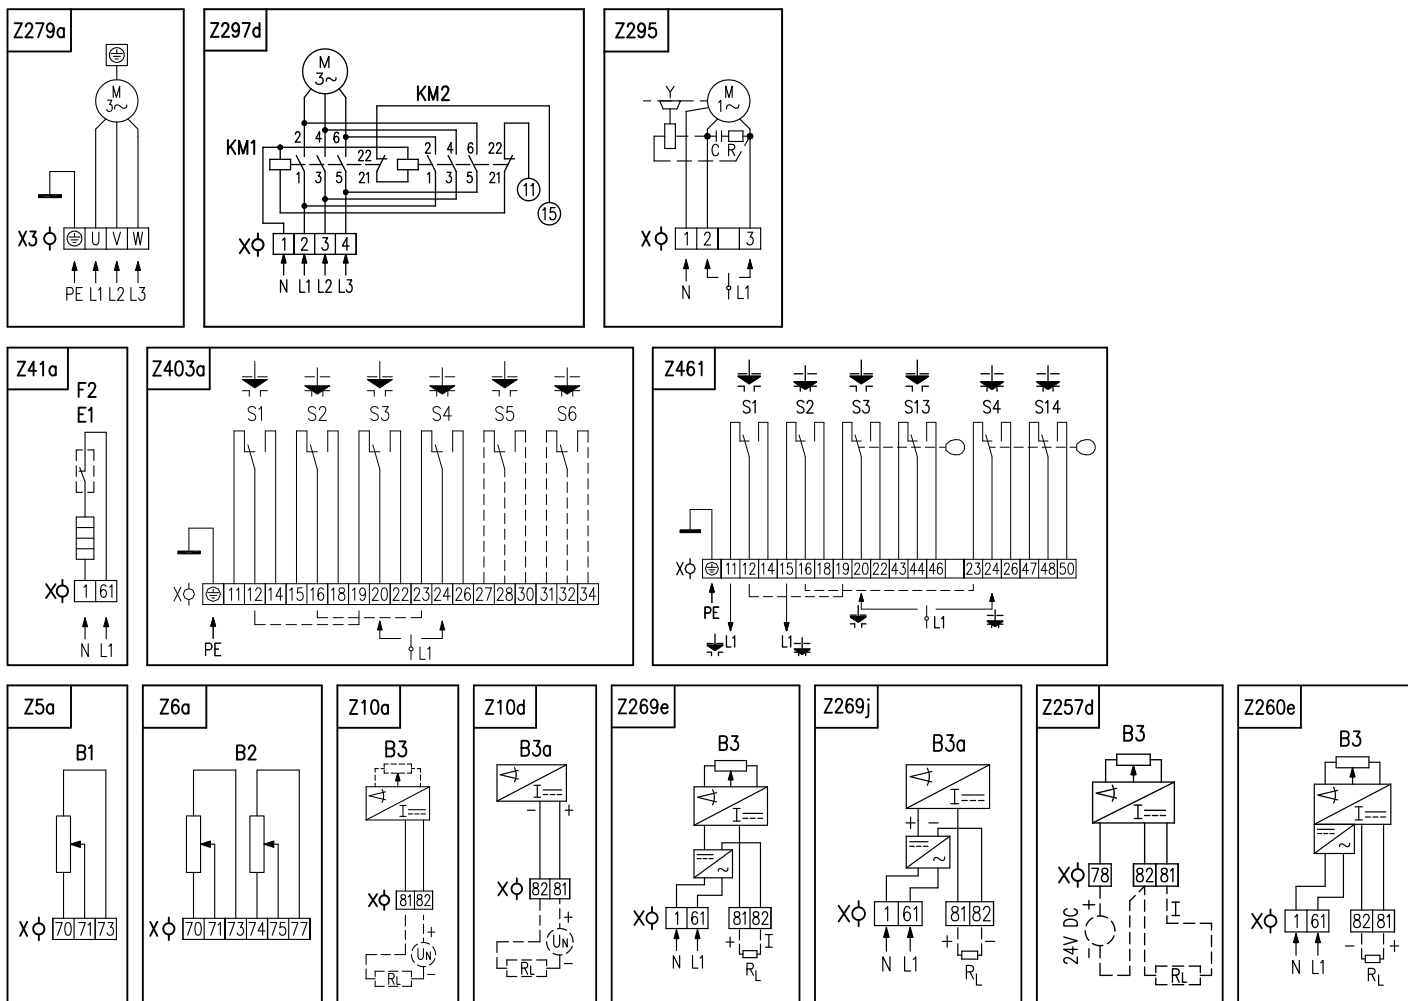 Z279a
M
3~
X3 U V W
PE L1 L2 L3
Z297d
M
3~
KM2
KM1
2 4 6 22 2 4 6 22
1 3 5 21 1 3 5 21
11
15
X 1 2 3 4
N L1 L2 L3
Z295
Y M
1~
C R
X 1 2 3
N L1
Z41a
F2
E1
X 1 61
N L1
Z403a
S1 S2 S3 S4 S5 S6
X 11 12 14 15 16 18 19 20 22 23 24 26 27 28 30 31 32 34
PE L1
Z461
S1 S2 S3 S13 S4 S14
X 11 12 14 15 16 18 19 20 22 43 44 46 23 24 26 47 48 50
PE
L1 L1 L1
Z5a
B1
X 70 71 73
Z6a
B2
X 70 71 73 74 75 77
Z10a
B3
I
X 81 82
+
UN
−
RL
Z10d
B3a
I
− +
X 82 81
+
UN
−
RL
Z269e
B3
I
~
X 1 61 81 82
+ I
N L1 RL
Z269j
B3a
I
+ −
~
X 1 61 81 82
+ −
N L1 RL
Z257d
B3
I
X 78 82 81
+ I
24V DC
−
RL
Z260e
B3
I
~
X 1 61 82 81
− +
N L1 RL